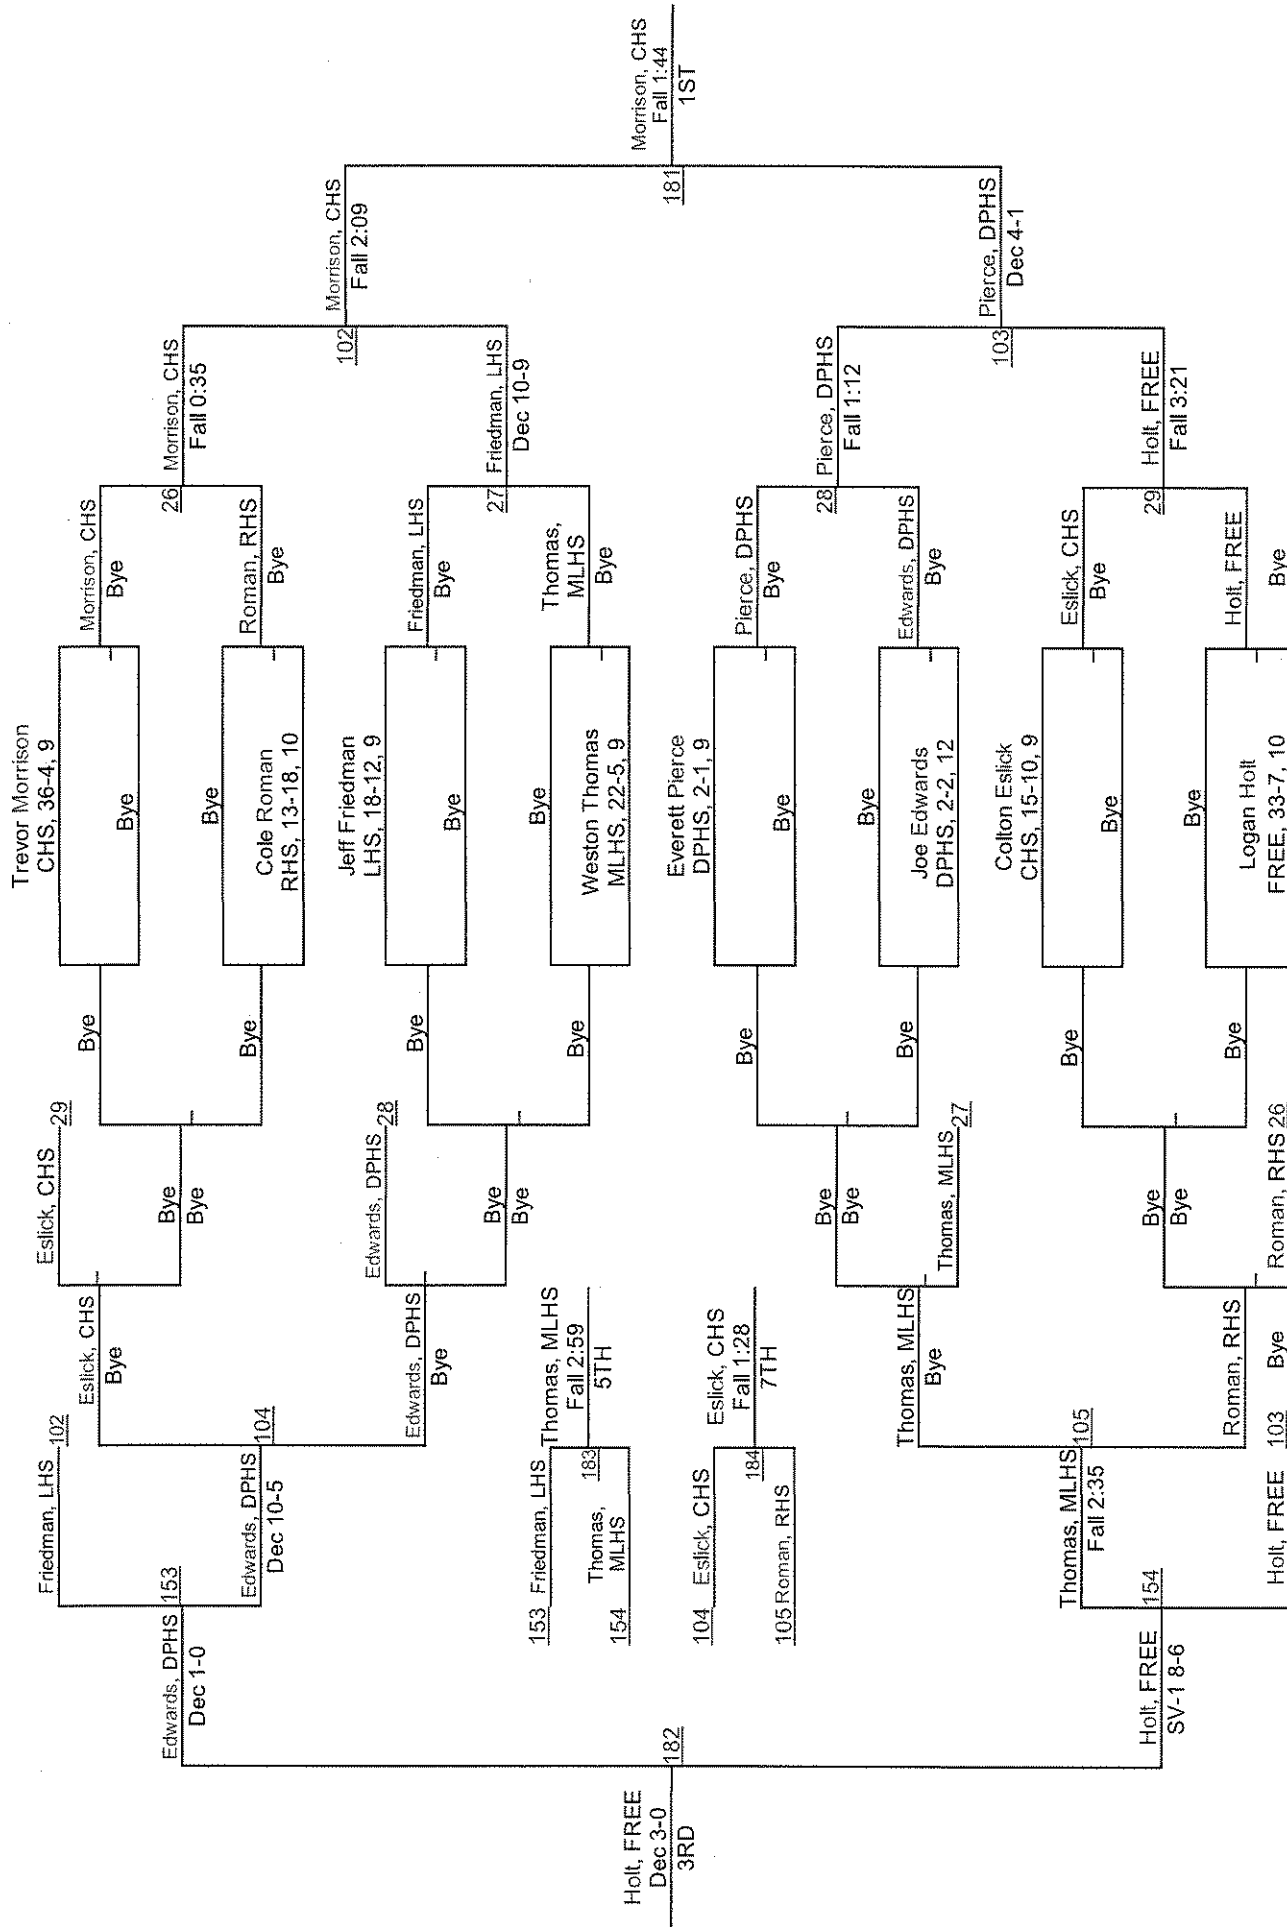 Morrison, CHS
Fall 1:44
1ST
181
Morrison, CHS
Fall 2:09
Pierce, DPHS
Dec 4-1
102
103
Morrison, CHS
Fall 0:35
Friedman, LHS
Dec 10-9
Pierce, DPHS
Fall 1:12
Holt, FREE
Fall 3:21
26
27
28
29
Morrison, CHS
Bye
Roman, RHS
Bye
Friedman, LHS
Bye
Thomas,
MLHS
Bye
Pierce, DPHS
Bye
Edwards, DPHS
Bye
Eslick, CHS
Bye
Holt, FREE
Bye
Trevor Morrison
CHS, 36-4, 9
Bye
Bye
Cole Roman
RHS, 13-18, 10
Jeff Friedman
LHS, 18-12, 9
Bye
Bye
Weston Thomas
MLHS, 22-5, 9
Everett Pierce
DPHS, 2-1, 9
Bye
Bye
Joe Edwards
DPHS, 2-2, 12
Colton Eslick
CHS, 15-10, 9
Bye
Bye
Logan Holt
FREE, 33-7, 10
Bye
Bye
Bye
Bye
Bye
Bye
Bye
Bye
Eslick, CHS 29
Bye
Bye
Edwards, DPHS 28
Bye
Bye
Bye
Bye
Thomas, MLHS 27
Bye
Bye
Roman, RHS 26
Eslick, CHS
Bye
Edwards, DPHS
Bye
Thomas, MLHS
Bye
Roman, RHS
Bye
Friedman, LHS 102
104
Edwards, DPHS
Dec 10-5
105
Thomas, MLHS
Fall 2:35
Holt, FREE 103
153 Friedman, LHS
Thomas,
MLHS
154
183
Thomas, MLHS
Fall 2:59
5TH
104 Eslick, CHS
105 Roman, RHS
184
Eslick, CHS
Fall 1:28
7TH
153
Edwards, DPHS
Dec 1-0
154
Holt, FREE
SV-1 8-6
182
Holt, FREE
Dec 3-0
3RD